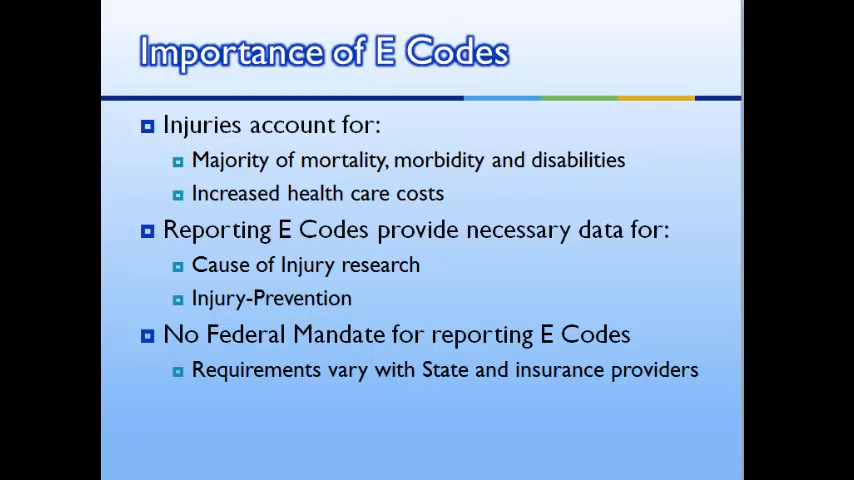 Importance of E Codes
Injuries account for:
Majority of mortality, morbidity and disabilities
Increased health care costs
Reporting E Codes provide necessary data for:
Cause of Injury research
Injury-Prevention
No Federal Mandate for reporting E Codes
Requirements vary with State and insurance providers